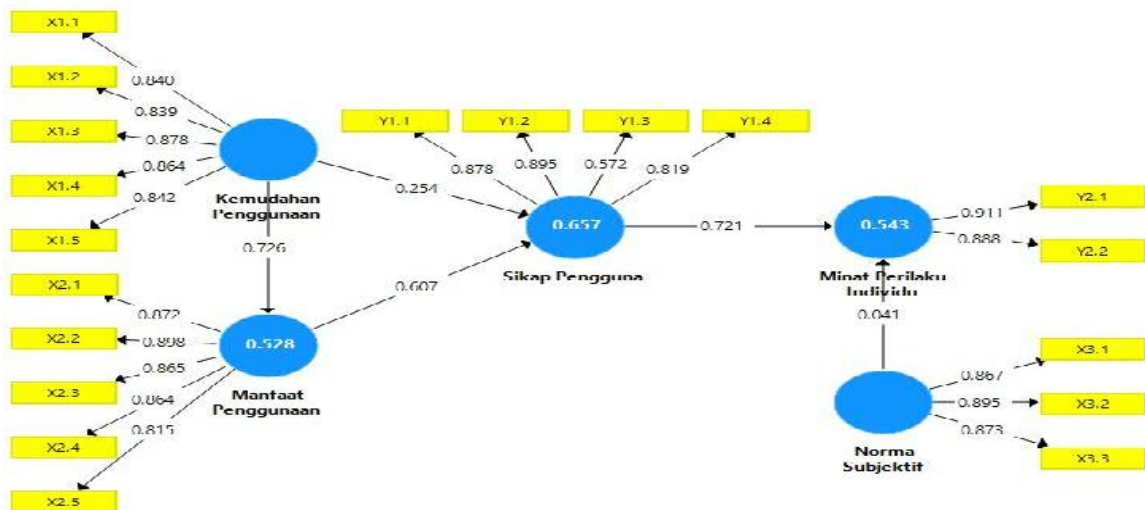 X1.1
X1.2
X1.3
X1.4
X1.5
0.840
0.839
0.878
0.864
0.842
Kemudahan
Penggunaan
0.726
0.254
X2.1
X2.2
X2.3
X2.4
X2.5
0.872
0.898
0.865
0.864
0.815
0.528
Manfaat
Penggunaan
0.607
Y1.1
Y1.2
Y1.3
Y1.4
0.878
0.895
0.572
0.819
0.657
Sikap Pengguna
0.721
0.543
Minat Perilaku
Individu
Y2.1
Y2.2
0.911
0.888
0.041
Norma
Subjektif
X3.1
X3.2
X3.3
0.867
0.895
0.873